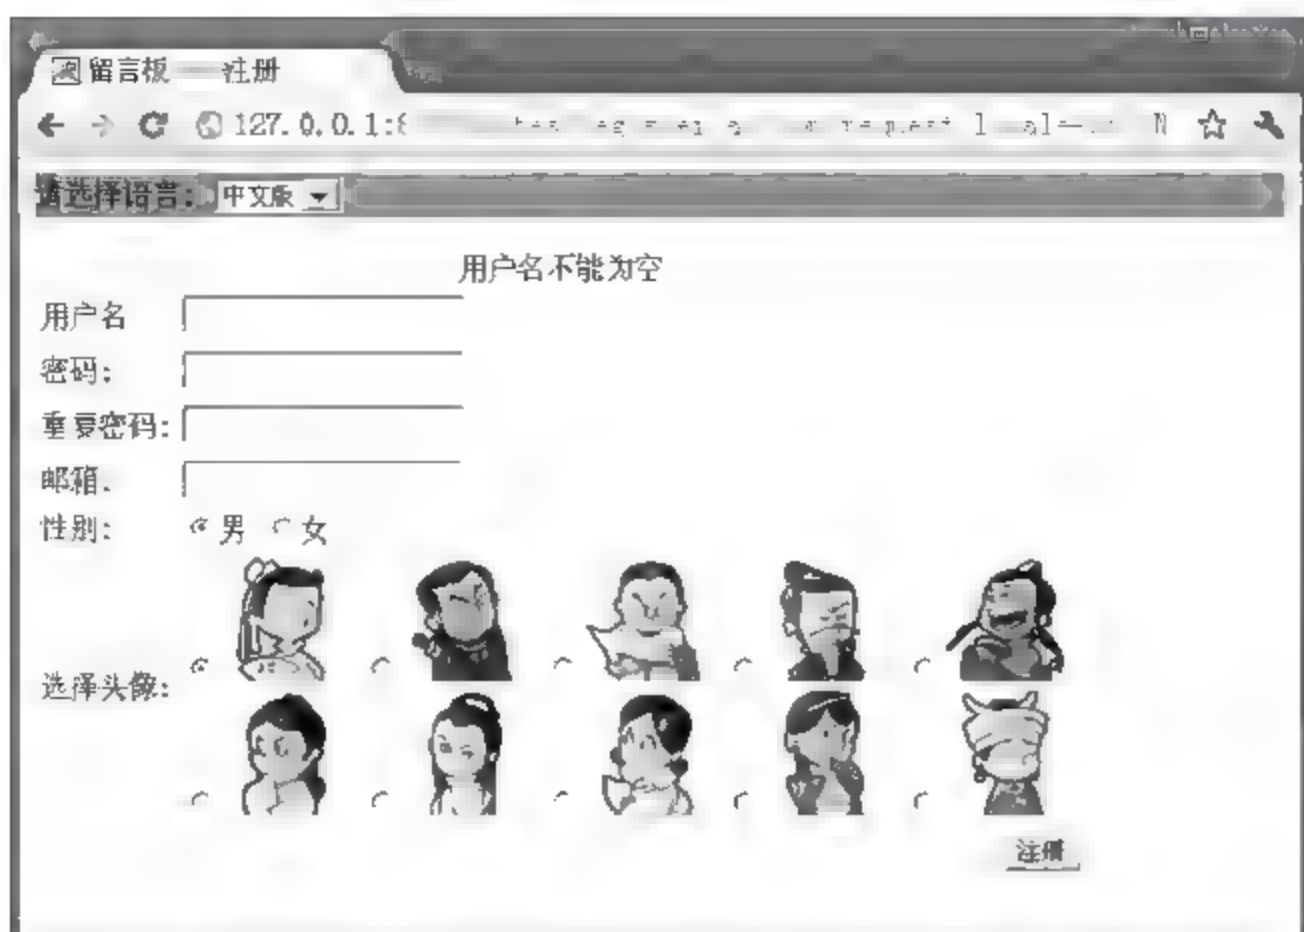 留言板 — 注册
127.0.0.1:8
请选择语言: 中文版
用户名不能为空
用户名
密码:
重复密码:
邮箱:
性别: 男 女
选择头像:
注册